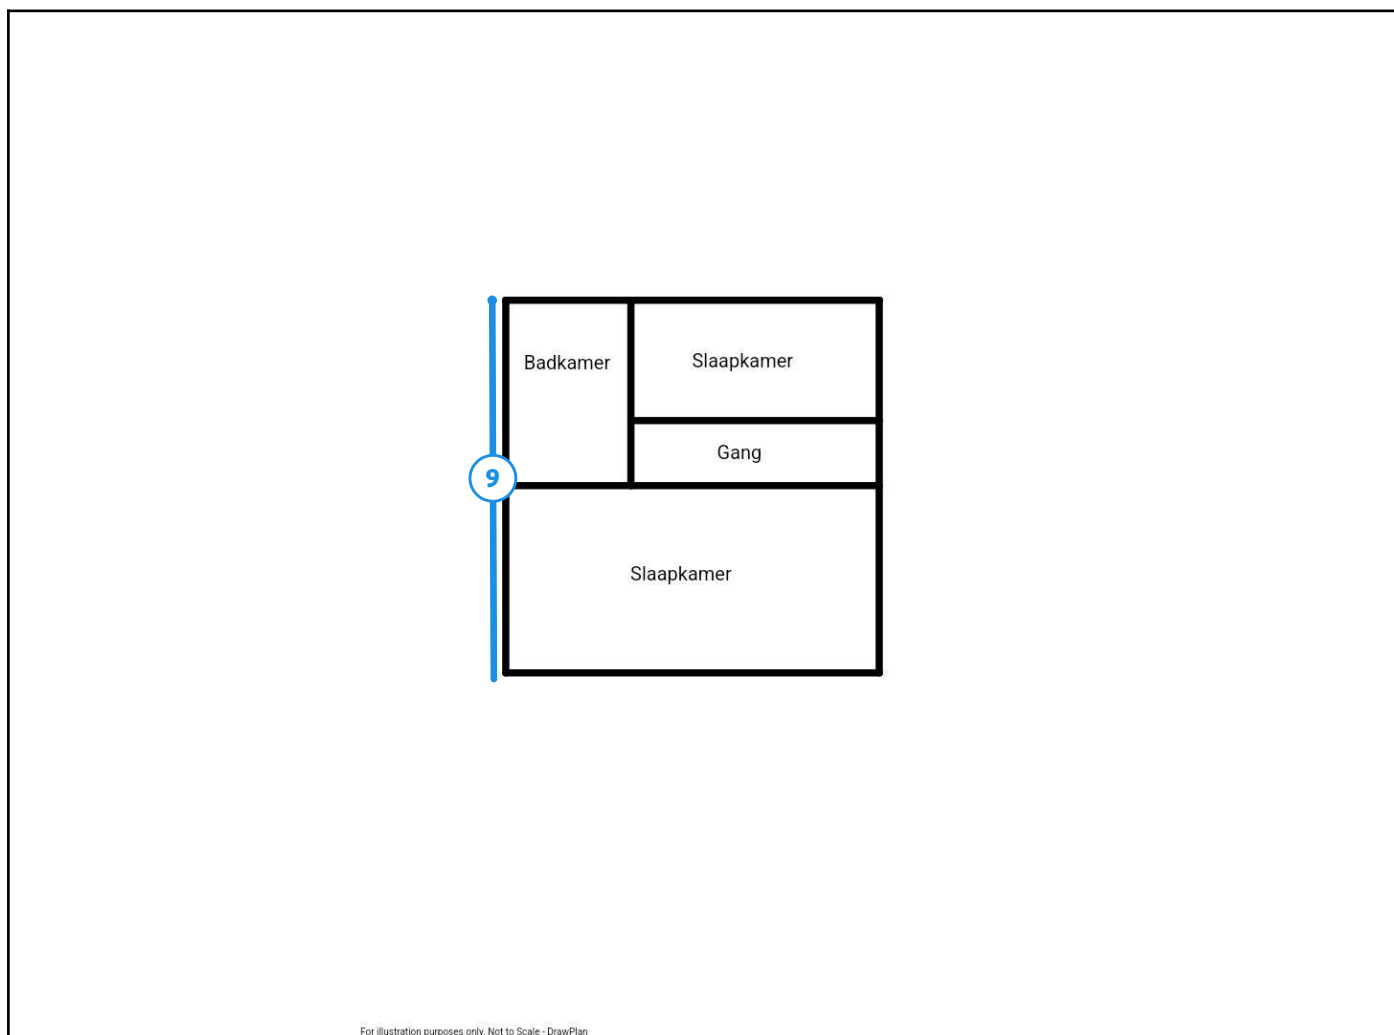 Badkamer
Slaapkamer
Gang
9
Slaapkamer
For illustration purposes only. Not to Scale - DrawPlan